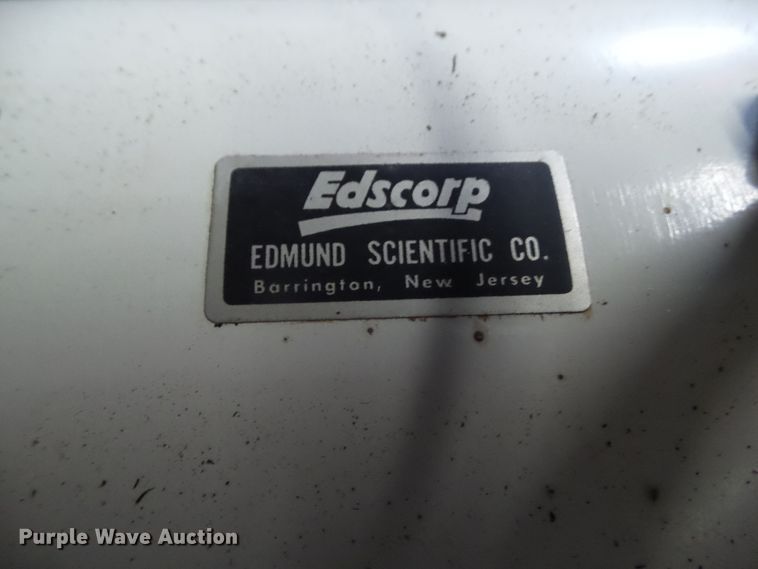 Edscorp
EDMUND SCIENTIFIC CO.
Barrington, New Jersey
Purple Wave Auction